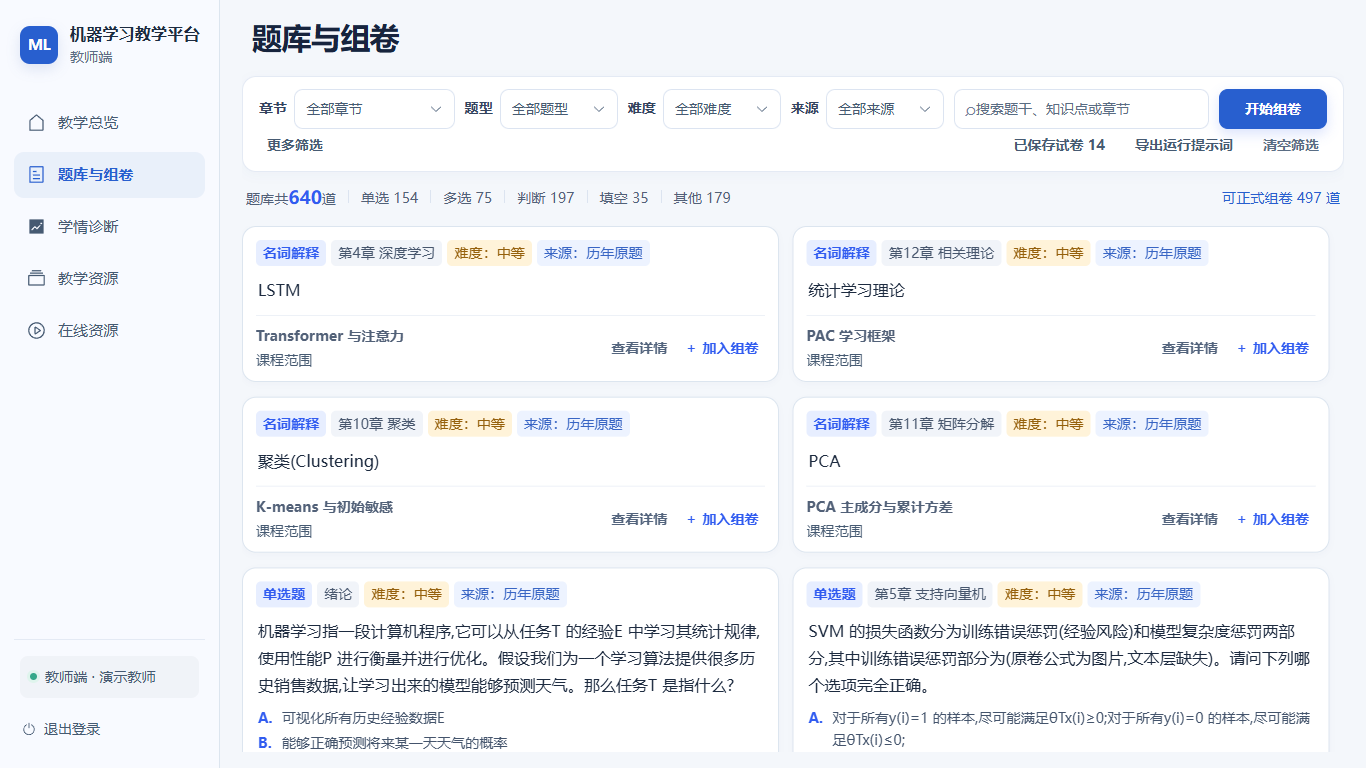 ML
机器学习教学平台
教师端
教学总览
题库与组卷
学情诊断
教学资源
在线资源
教师端 · 演示教师
退出登录
题库与组卷
章节 全部章节 题型 全部题型 难度 全部难度 来源 全部来源 搜索题干、知识点或章节 开始组卷
更多筛选 已保存试卷 14 导出运行提示词 清空筛选
题库共640道 单选 154 多选 75 判断 197 填空 35 其他 179 可正式组卷 497 道
名词解释 第4章 深度学习 难度：中等 来源：历年原题
LSTM
Transformer 与注意力
课程范围
查看详情 + 加入组卷
名词解释 第12章 相关理论 难度：中等 来源：历年原题
统计学习理论
PAC 学习框架
课程范围
查看详情 + 加入组卷
名词解释 第10章 聚类 难度：中等 来源：历年原题
聚类(Clustering)
K-means 与初始敏感
课程范围
查看详情 + 加入组卷
名词解释 第11章 矩阵分解 难度：中等 来源：历年原题
PCA
PCA 主成分与累计方差
课程范围
查看详情 + 加入组卷
单选题 绪论 难度：中等 来源：历年原题
机器学习指一段计算机程序,它可以从任务T 的经验E 中学习其统计规律,
使用性能P 进行衡量并进行优化。假设我们为一个学习算法提供很多历
史销售数据,让学习出来的模型能够预测天气。那么任务T 是指什么?
A. 可视化所有历史经验数据E
B. 能够正确预测将来某一天天气的概率
单选题 第5章 支持向量机 难度：中等 来源：历年原题
SVM 的损失函数分为训练错误惩罚(经验风险)和模型复杂度惩罚两部
分,其中训练错误惩罚部分为(原卷公式为图片,文本层缺失)。请问下列哪
个选项完全正确。
A. 对于所有y(i)=1 的样本,尽可能满足θTx(i)≥0;对于所有y(i)=0 的样本,尽可能满
足θTx(i)≤0;